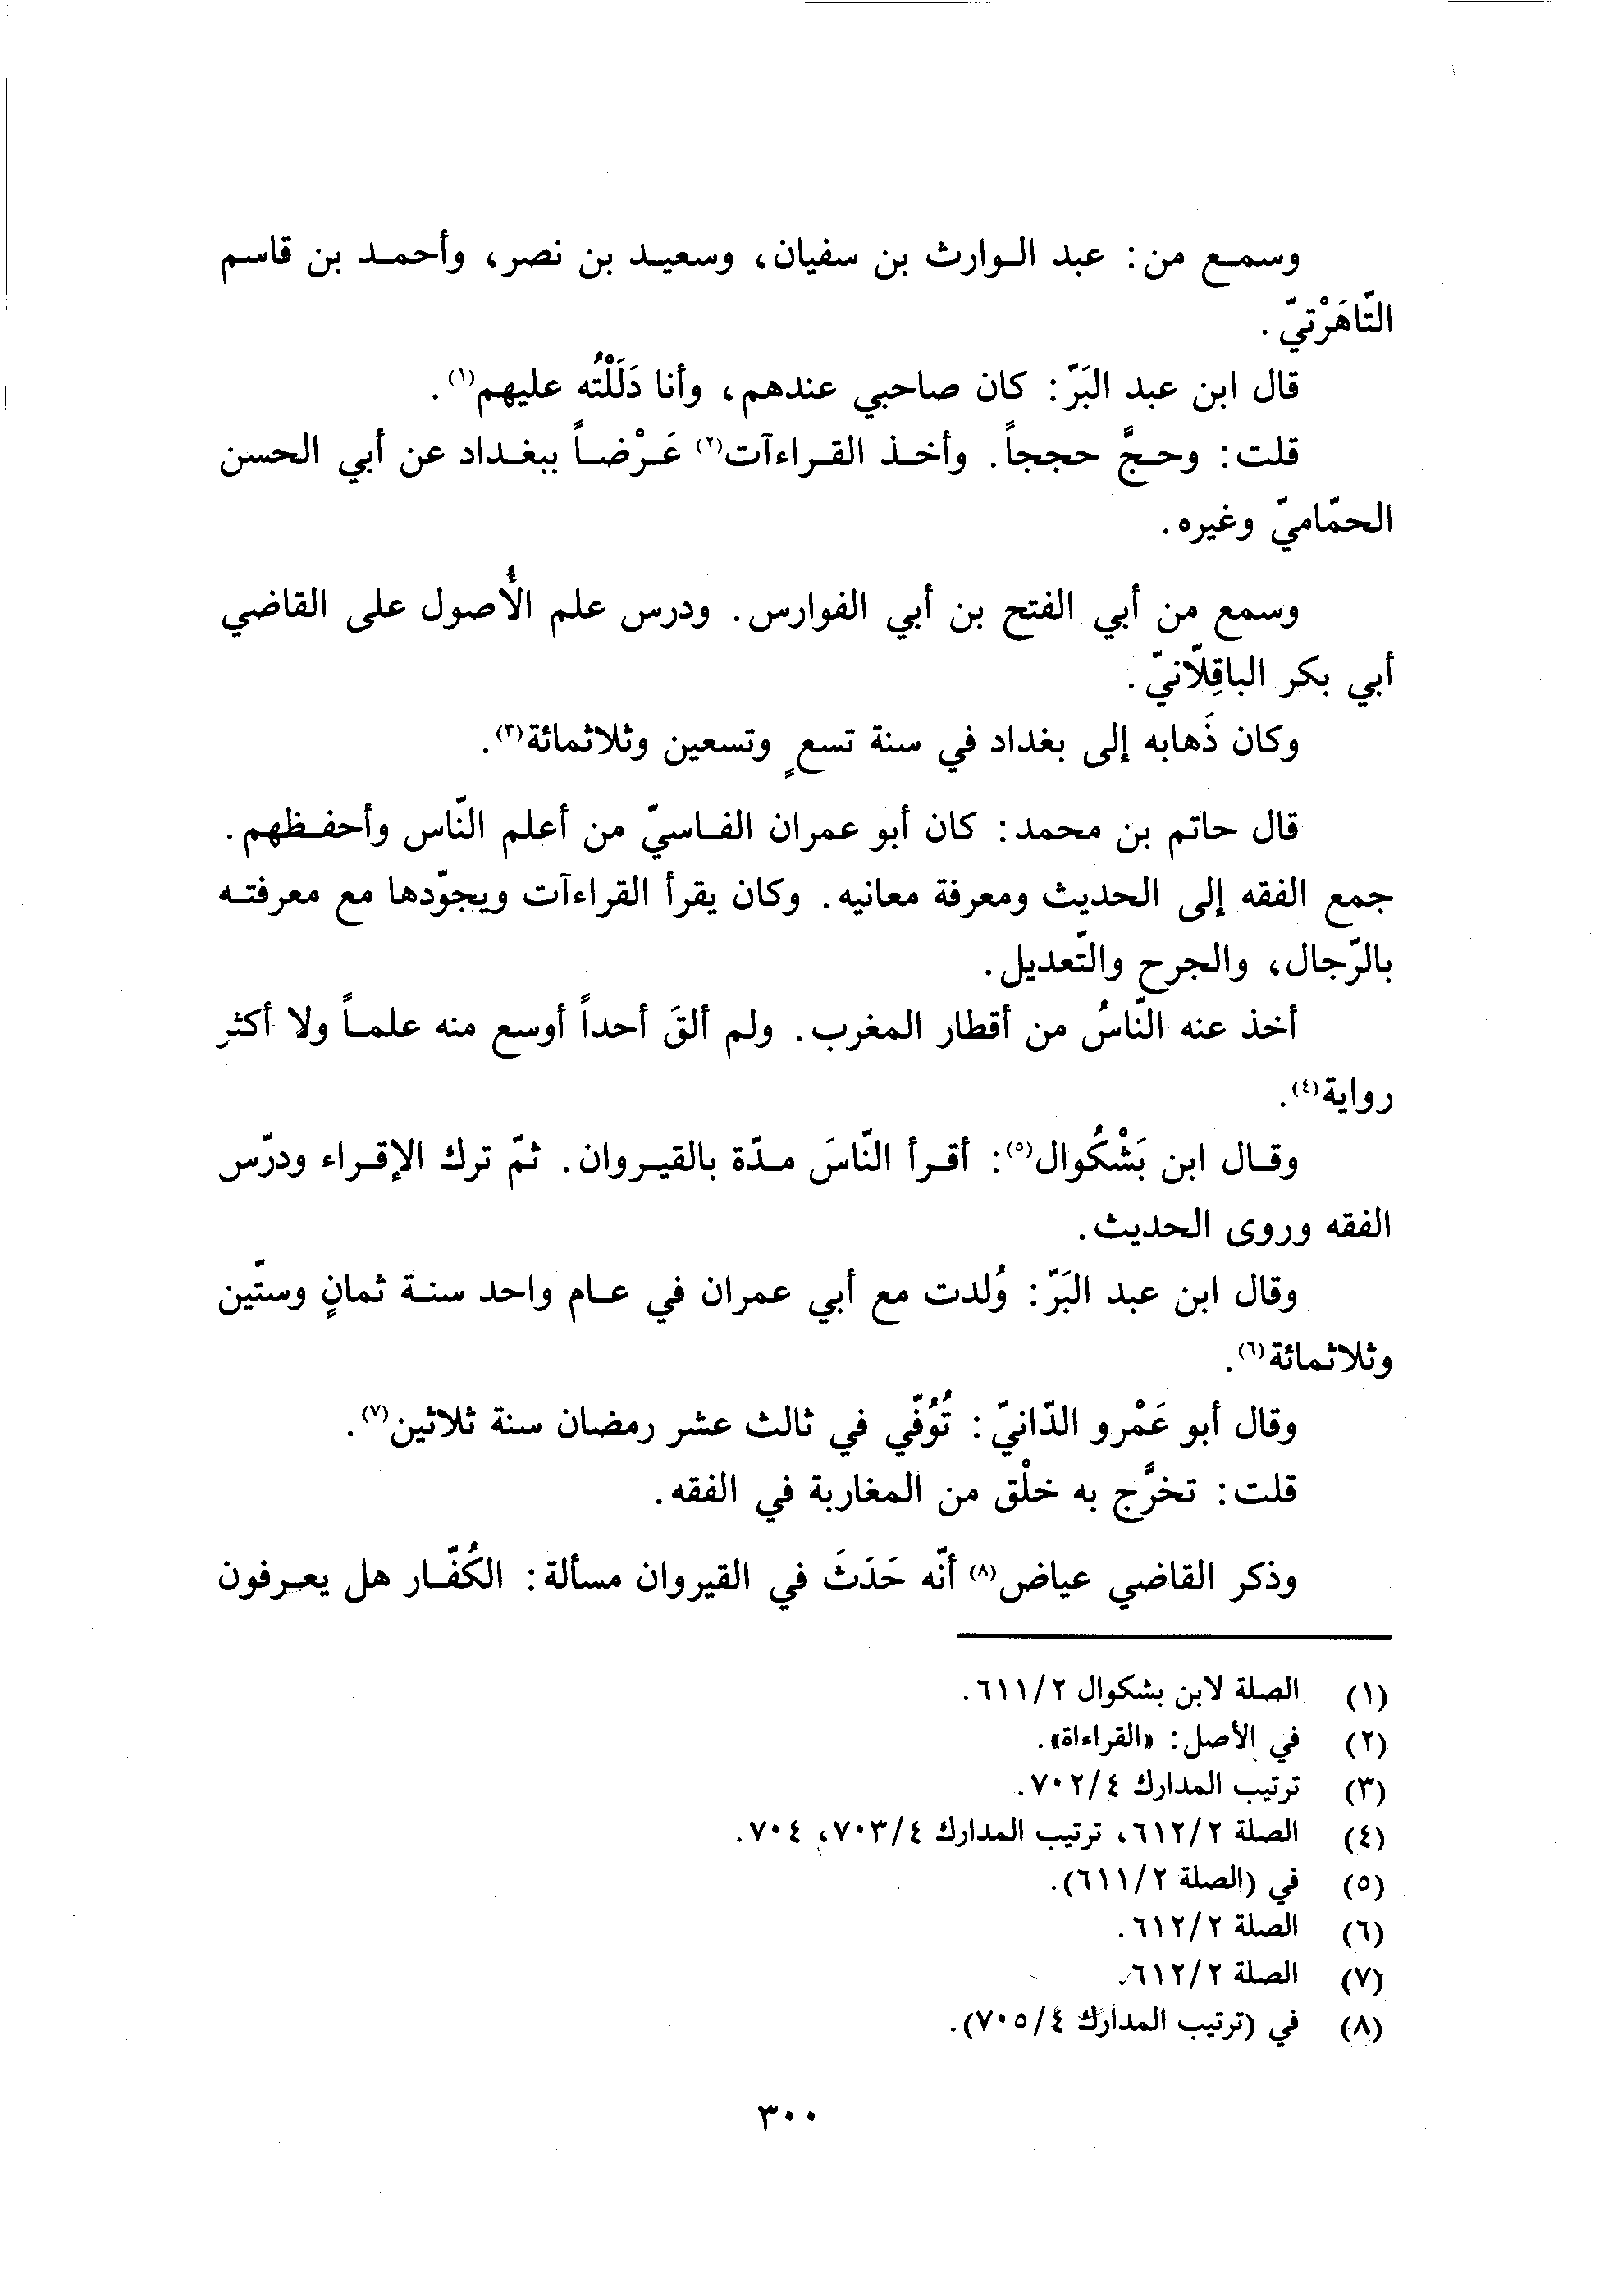 وسمع من: عبد الوارث بن سفيان، وسعيد بن نصر، وأحمد بن قاسم
التّاهَرْتيّ.
قال ابن عبد البَرّ: كان صاحبي عندهم، وأنا دَلَلْتُه عليهم(١).
قلت: وحجَّ حججاً. وأخذ القراءآت(٢) عَرْضاً ببغداد عن أبي الحسن
الحمّاميّ وغيره.
وسمع من أبي الفتح بن أبي الفوارس. ودرس علم الأُصول على القاضي
أبي بكر الباقِلّانيّ.
وكان ذَهابه إلى بغداد في سنة تسعٍ وتسعين وثلاثمائة(٣).
قال حاتم بن محمد: كان أبو عمران الفاسيّ من أعلم النّاس وأحفظهم.
جمع الفقه إلى الحديث ومعرفة معانيه. وكان يقرأ القراءآت ويجوّدها مع معرفته
بالرّجال، والجرح والتّعديل.
أخذ عنه النّاسُ من أقطار المغرب. ولم ألقَ أحداً أوسع منه علماً ولا أكثر
رواية(٤).
وقال ابن بَشْكُوال(٥): أقرأ النّاسَ مدّة بالقيروان. ثمّ ترك الإقراء ودرّس
الفقه وروى الحديث.
وقال ابن عبد البَرّ: وُلدت مع أبي عمران في عام واحد سنة ثمانٍ وستّين
وثلاثمائة(٦).
وقال أبو عَمْرو الدّانيّ: تُوُفّي في ثالث عشر رمضان سنة ثلاثين(٧).
قلت: تخرَّج به خلْق من المغاربة في الفقه.
وذكر القاضي عياض(٨) أنّه حَدَثَ في القيروان مسألة: الكُفّار هل يعرفون
(١) الصلة لابن بشكوال ٢/٦١١.
(٢) في الأصل: «القراءاة».
(٣) ترتيب المدارك ٤/٧٠٢.
(٤) الصلة ٢/٦١٢، ترتيب المدارك ٤/٧٠٣، ٧٠٤.
(٥) في (الصلة ٢/٦١١).
(٦) الصلة ٢/٦١٢.
(٧) الصلة ٢/٦١٢.
(٨) في (ترتيب المدارك ٤/٧٠٥).
٣٠٠